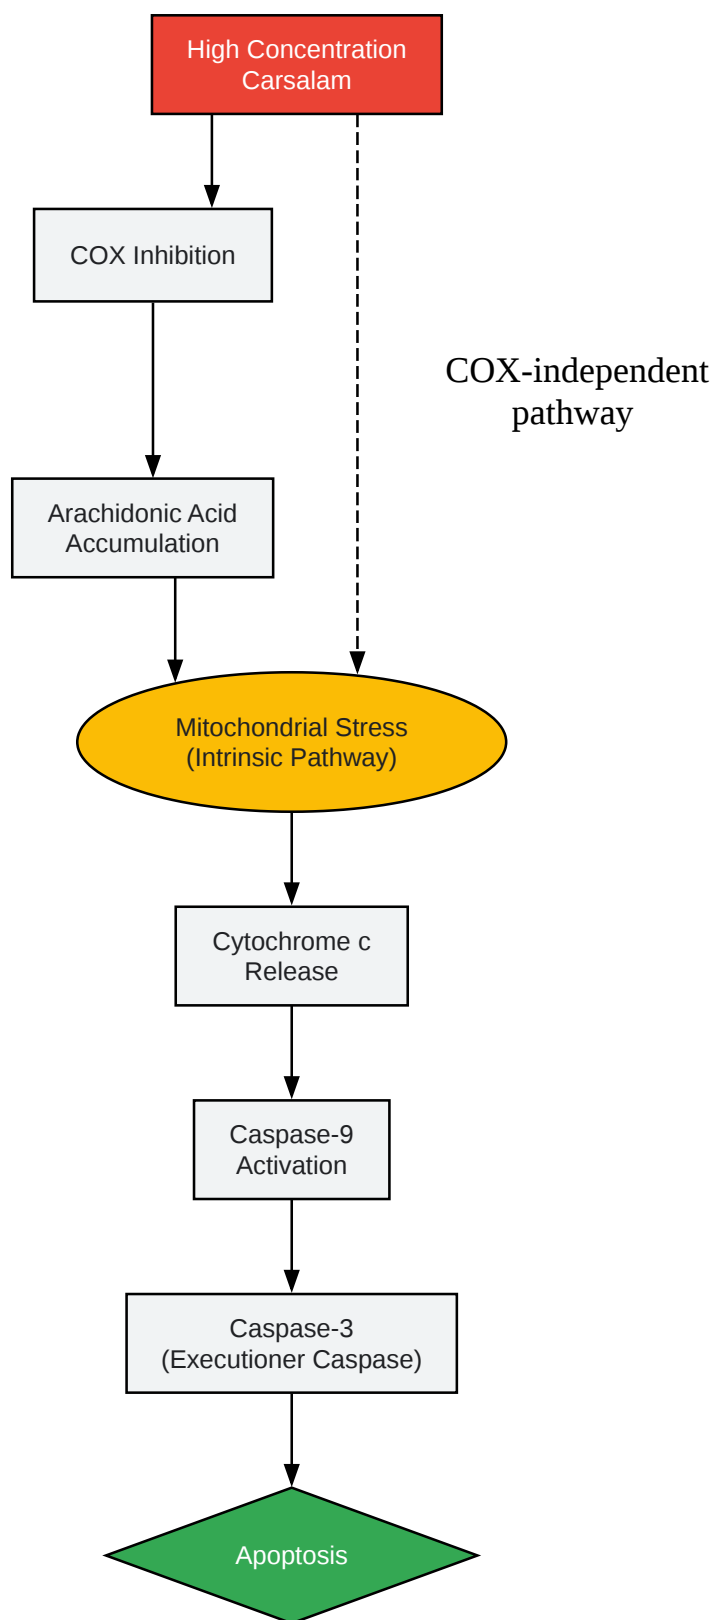 High Concentration
Carsalam
COX Inhibition
COX-independent
pathway
Arachidonic Acid
Accumulation
Mitochondrial Stress
(Intrinsic Pathway)
Cytochrome c
Release
Caspase-9
Activation
Caspase-3
(Executioner Caspase)
Apoptosis